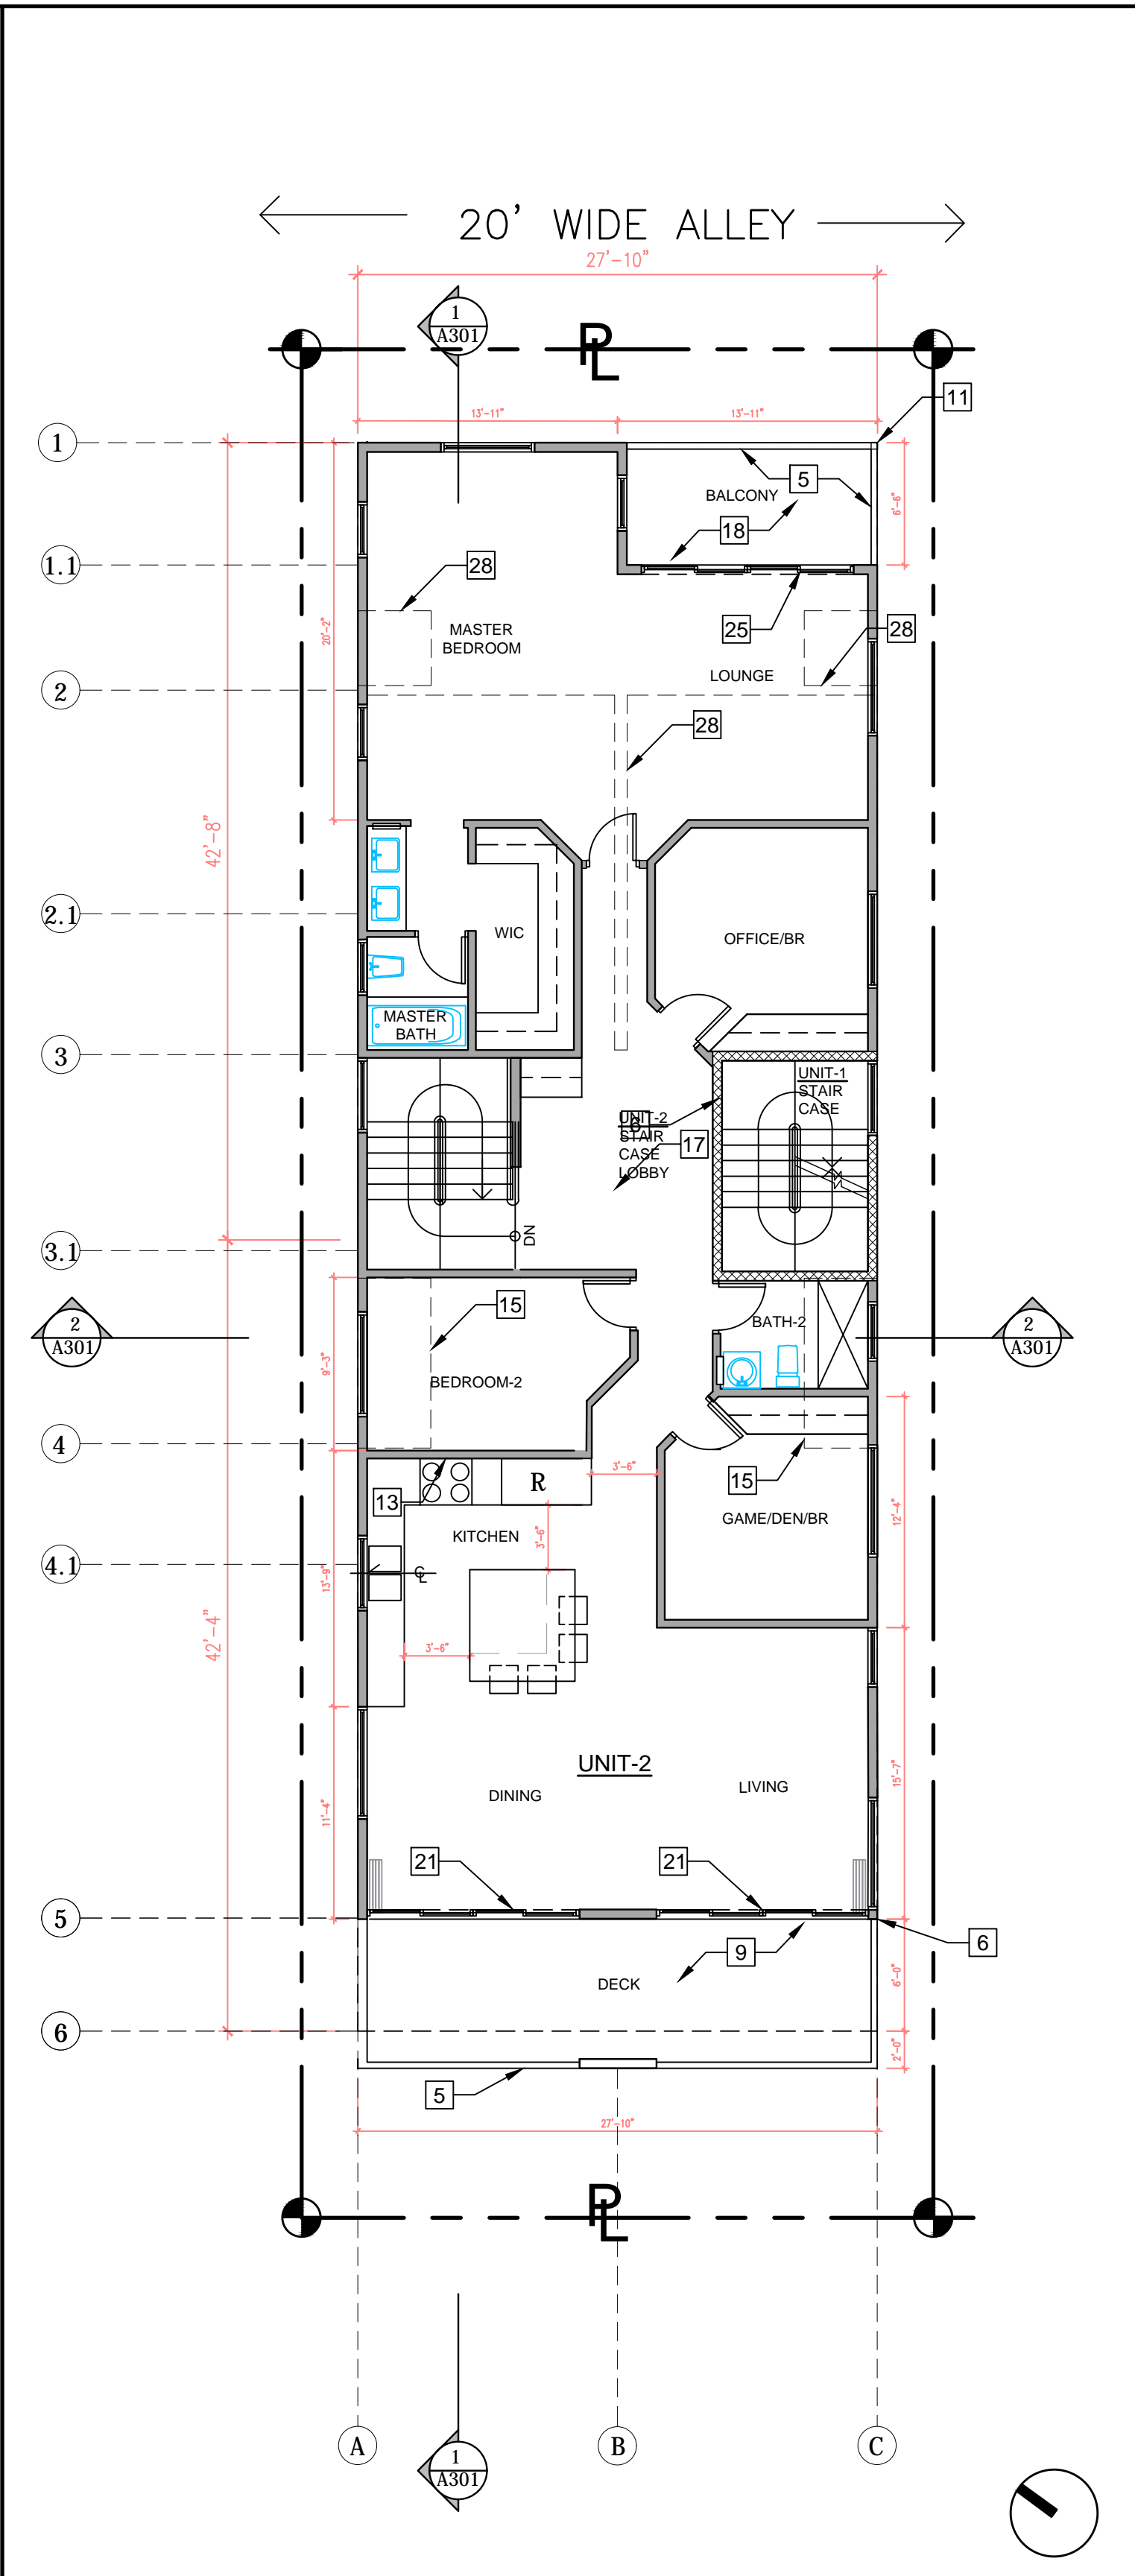 20' WIDE ALLEY
27'-10"
1
A301
PL
11
13'-11"
13'-11"
1
5
BALCONY
6'-6"
18
1.1
28
20'-2"
MASTER
BEDROOM
25
28
LOUNGE
2
28
42'-8"
2.1
WIC
OFFICE/BR
MASTER
BATH
3
UNIT-1
STAIR
CASE
6
UNIT-2
STAIR
CASE
LOBBY
17
DN
3.1
2
A301
15
BATH-2
2
A301
9'-3"
BEDROOM-2
4
3'-6"
R
13
15
GAME/DEN/BR
12'-4"
KITCHEN
3'-6"
4.1
CL
13'-9"
42'-4"
3'-6"
UNIT-2
DINING
LIVING
15'-7"
11'-4"
21
21
5
9
6
DECK
6'-0"
6
2'-0"
5
27'-10"
PL
A
B
C
1
A301